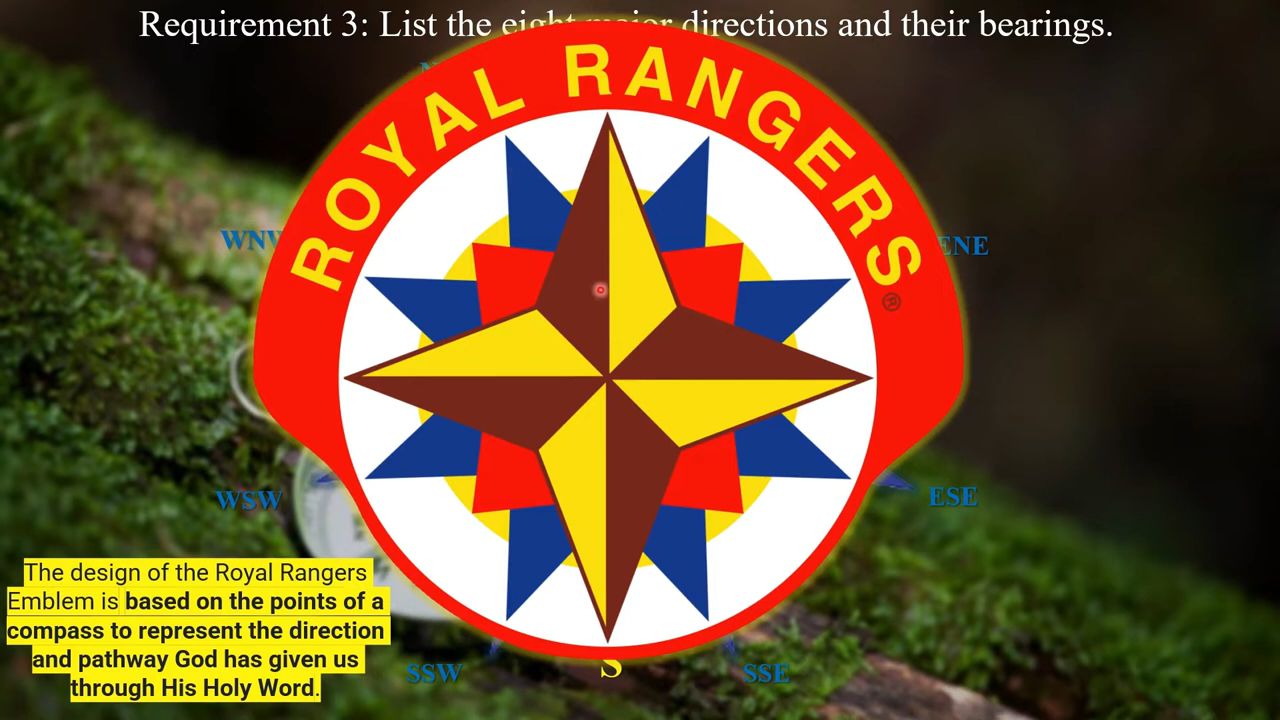 Requirement 3: List the eight major directions and their bearings.
ROYAL RANGERS
®
ENE
WSW
ESE
The design of the Royal Rangers
Emblem is based on the points of a
compass to represent the direction
and pathway God has given us
through His Holy Word.
SSW
S
SSE